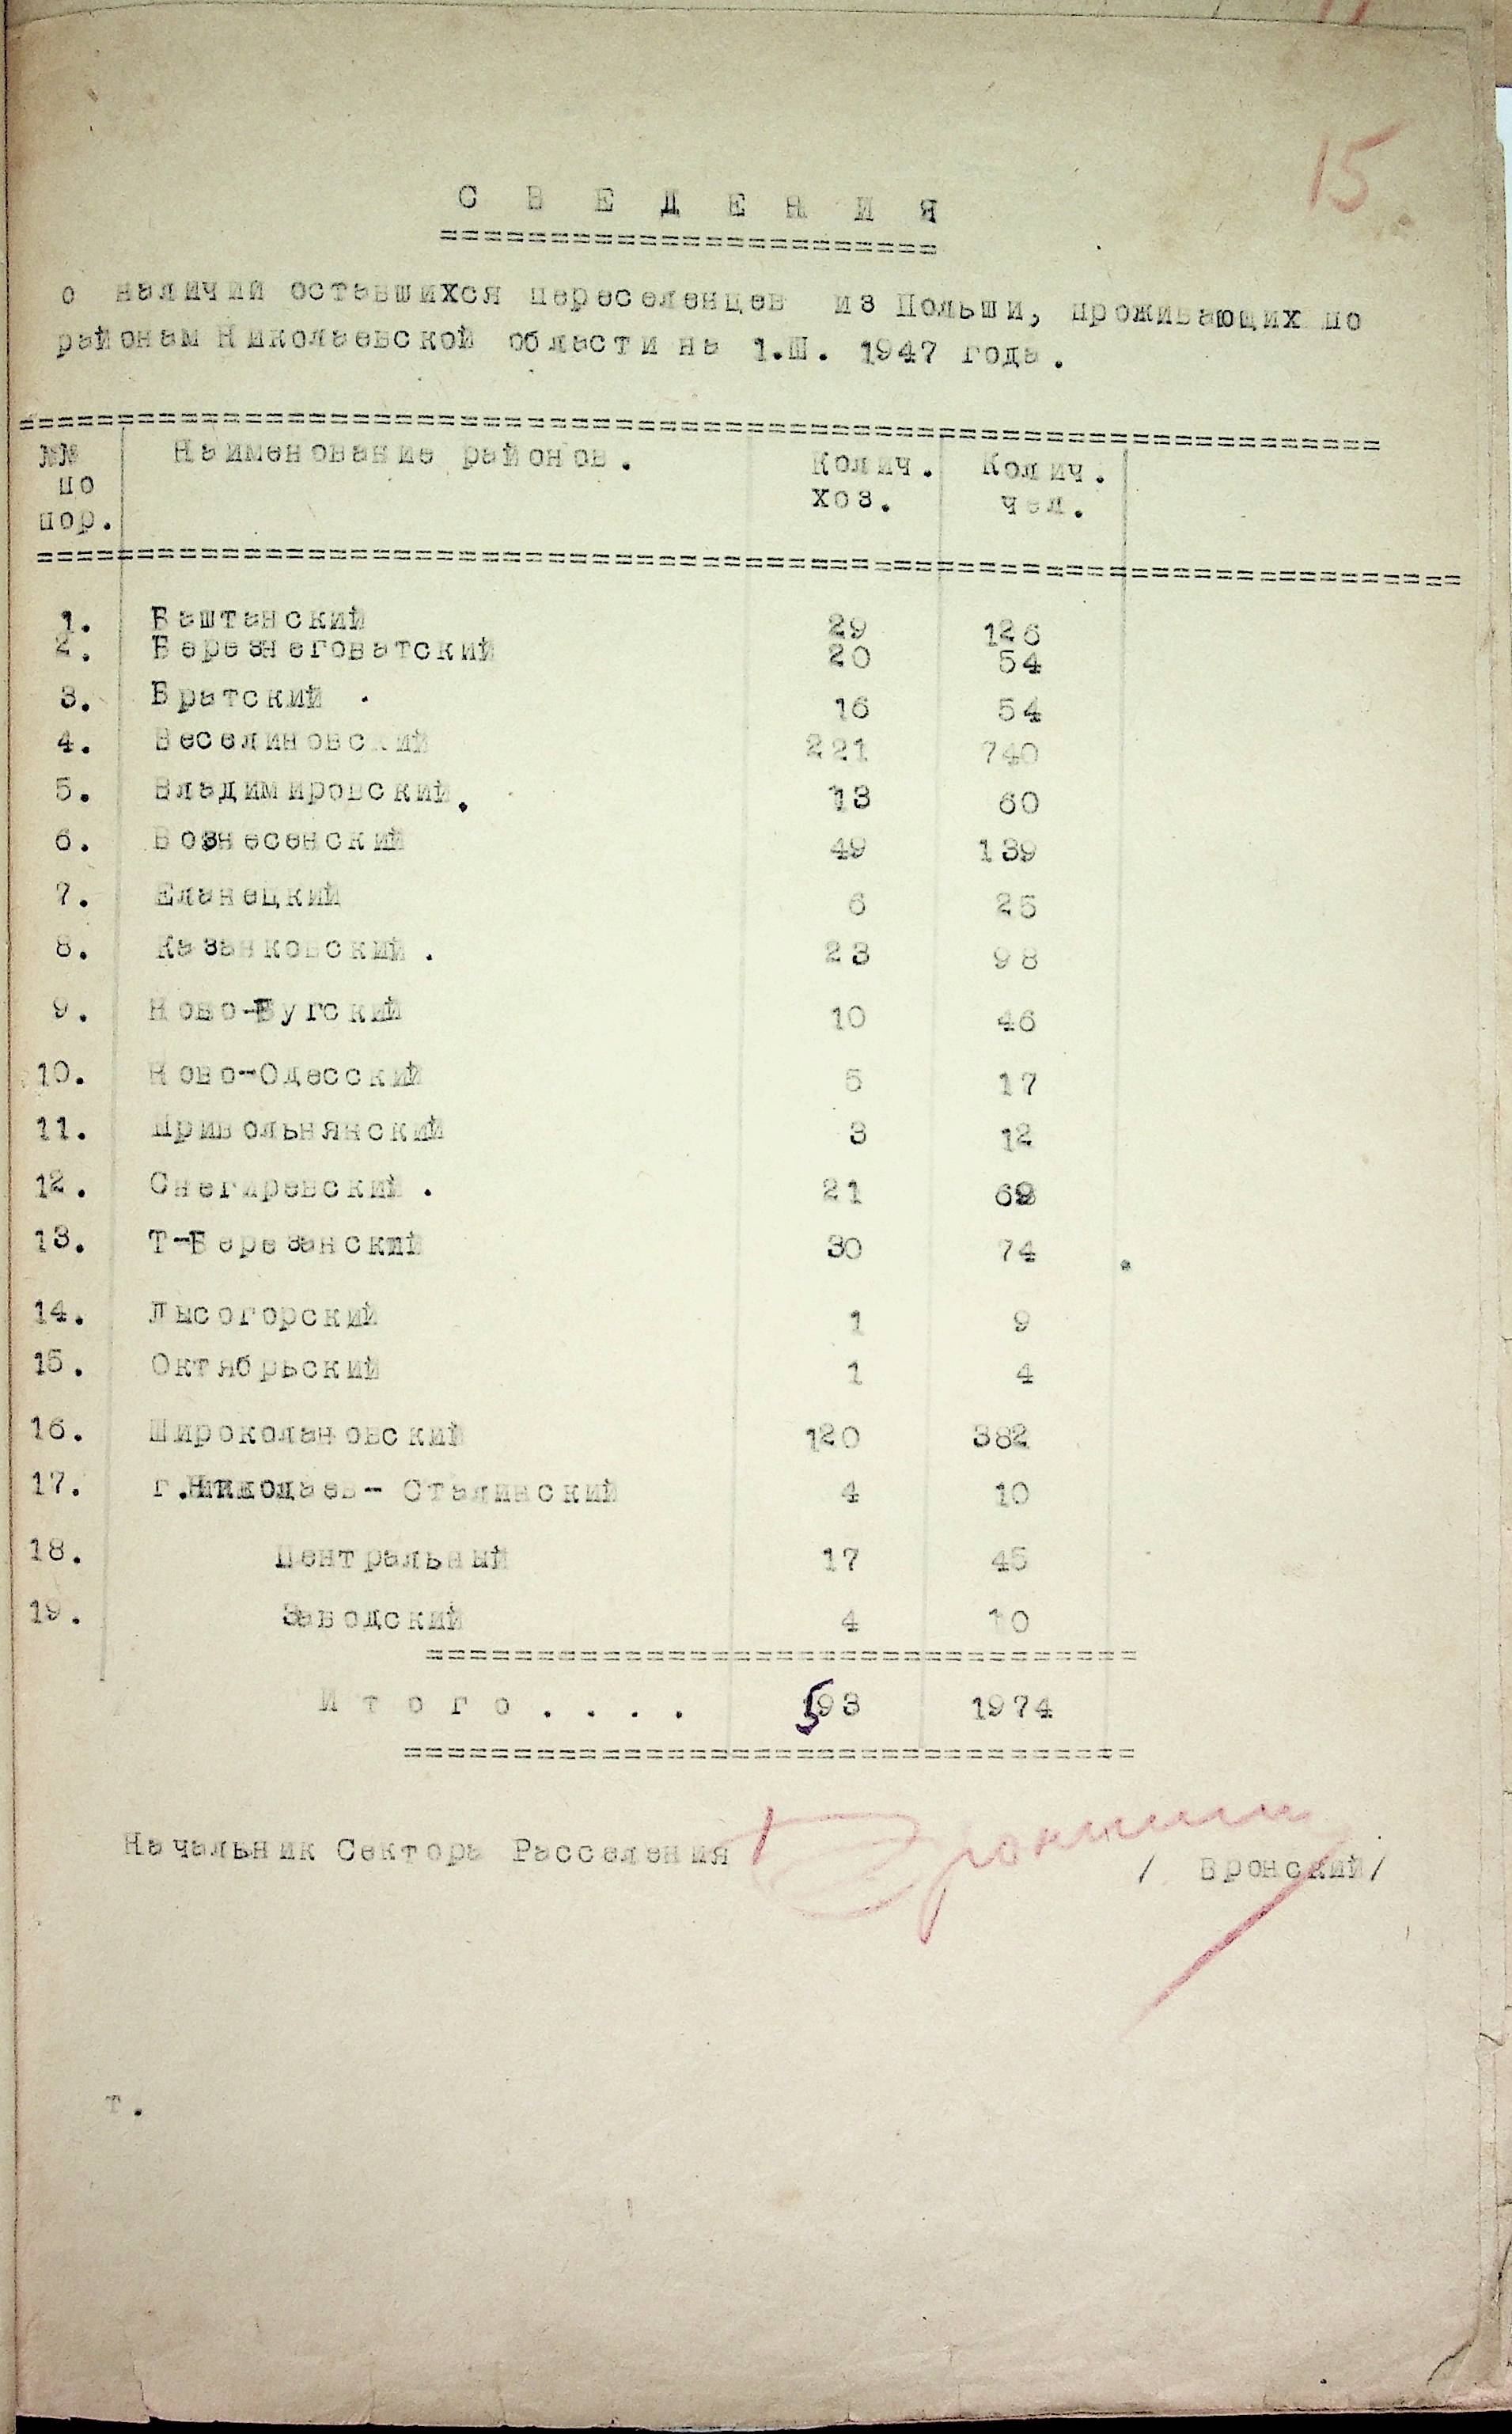 15
С В Е Д Е Н И Я
=======================
о наличии оставшихся переселенцев из Польши, проживающих по
районам Николаевской области на 1.Ш. 1947 года.
№№ по пор. Наименование районов. Колич. хоз. Колич. чел.
1. Баштанский 29 126
2. Березнеговатский 20 54
3. Братский . 16 54
4. Веселиновский 221 740
5. Владимировский. 13 60
6. Вознесенский 49 139
7. Еланецкий 6 25
8. Казанковский. 23 98
9. Ново-Бугский 10 46
10. Ново-Одесский 5 17
11. Привольнянский 3 12
12. Снегиревский. 21
13. Т-Березанский 30 74
14. Лысогорский 1 9
15. Октябрьский 1 4
16. Широколановский 120 382
17. г.Николаев- Сталинский 4 10
18. Центральный 17 45
19. Заводский 4 10
И т о г о . . . . 593 1974
Начальник Сектора Расселения / Вронский/
т.